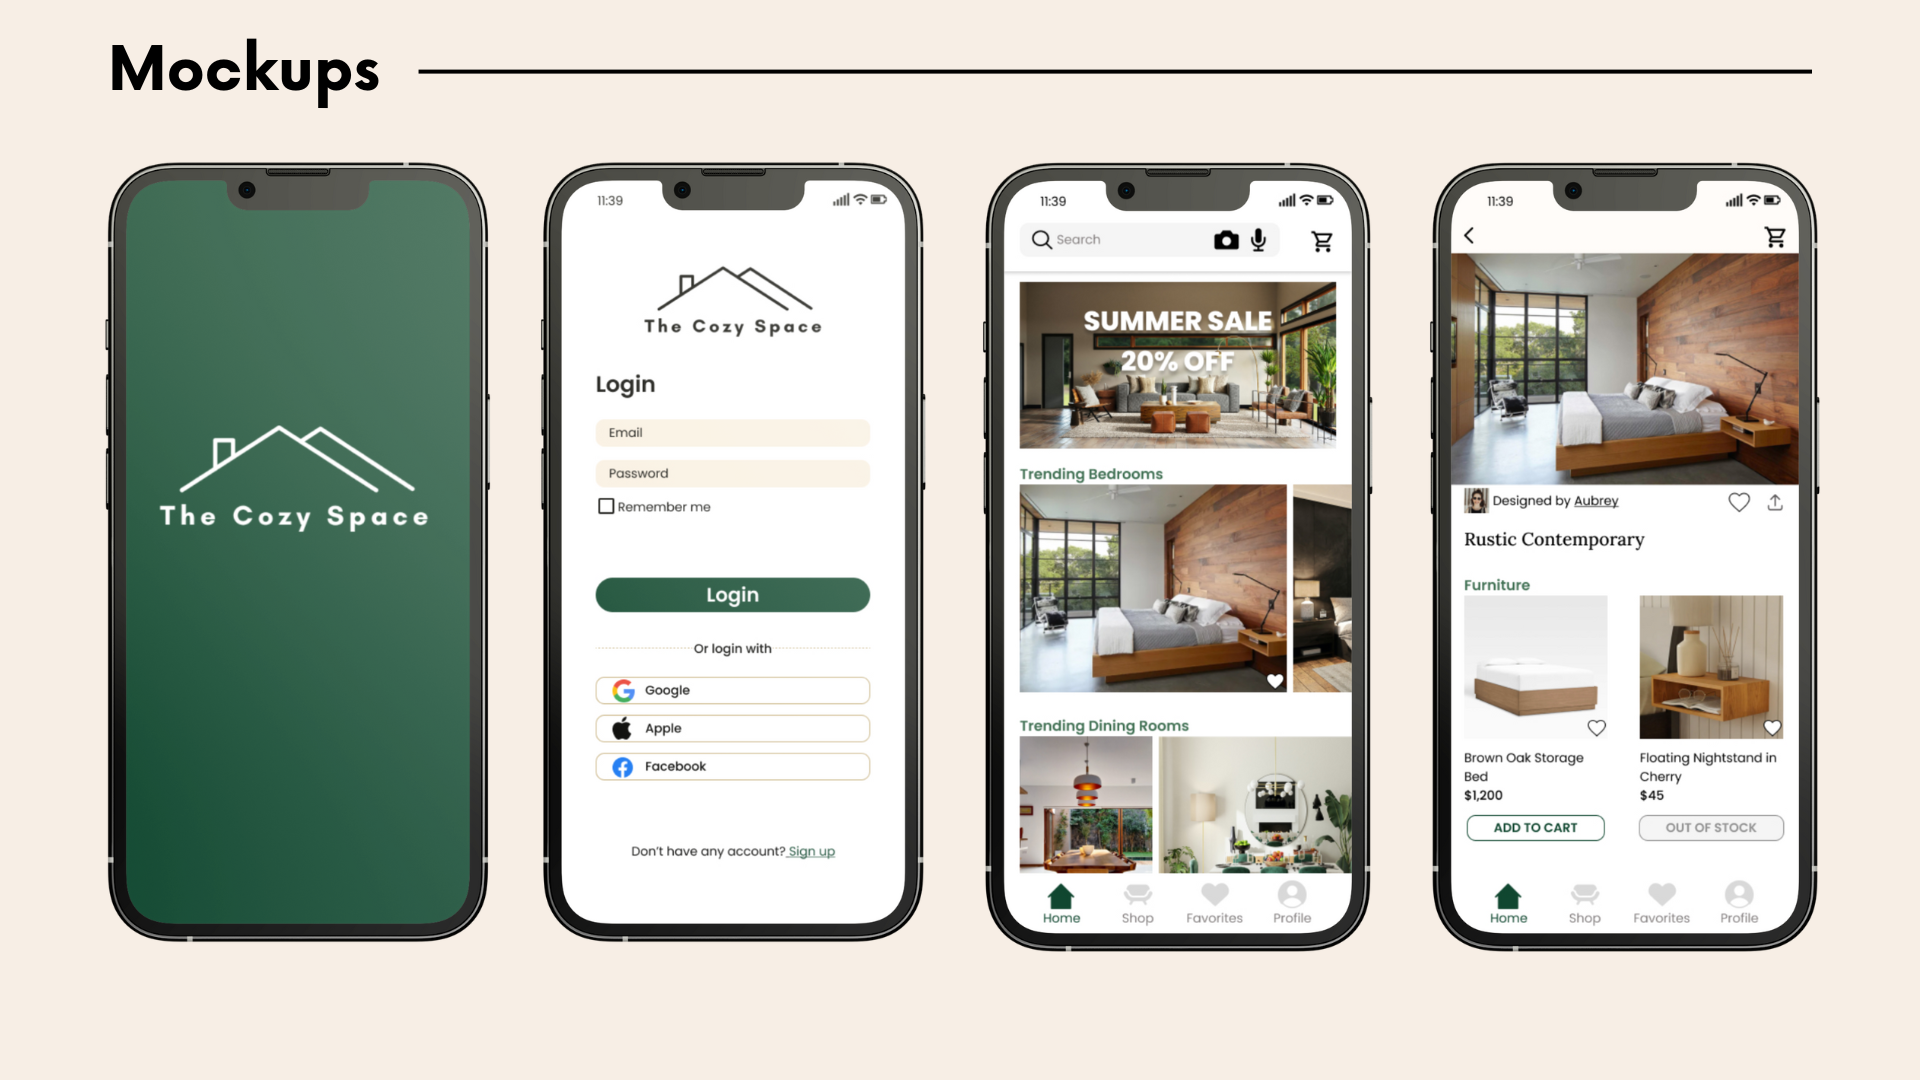 Mockups
The Cozy Space
11:39
The Cozy Space
Login
Email
Password
Remember me
Login
Or login with
Google
Apple
Facebook
Don't have any account? Sign up
11:39
Search
SUMMER SALE
20% OFF
Trending Bedrooms
Trending Dining Rooms
Home Shop Favorites Profile
11:39
Designed by Aubrey
Rustic Contemporary
Furniture
Brown Oak Storage
Bed
$1,200
ADD TO CART
Floating Nightstand in
Cherry
$45
OUT OF STOCK
Home Shop Favorites Profile